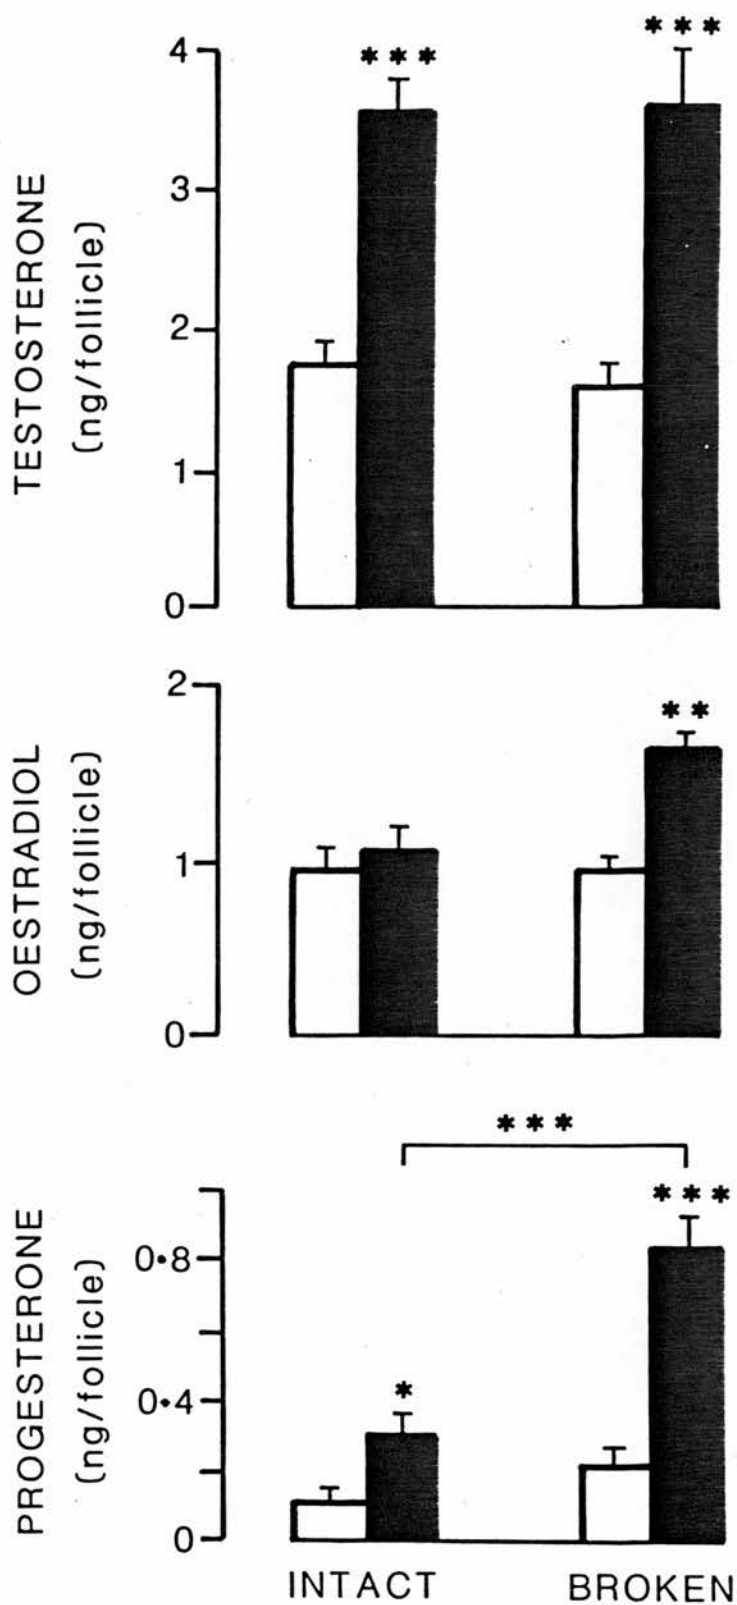 TESTOSTERONE
(ng/follicle)
4
3
2
1
0
***
***
OESTRADIOL
(ng/follicle)
2
1
0
**
PROGESTERONE
(ng/follicle)
0·8
0·4
0
***
*
***
INTACT
BROKEN